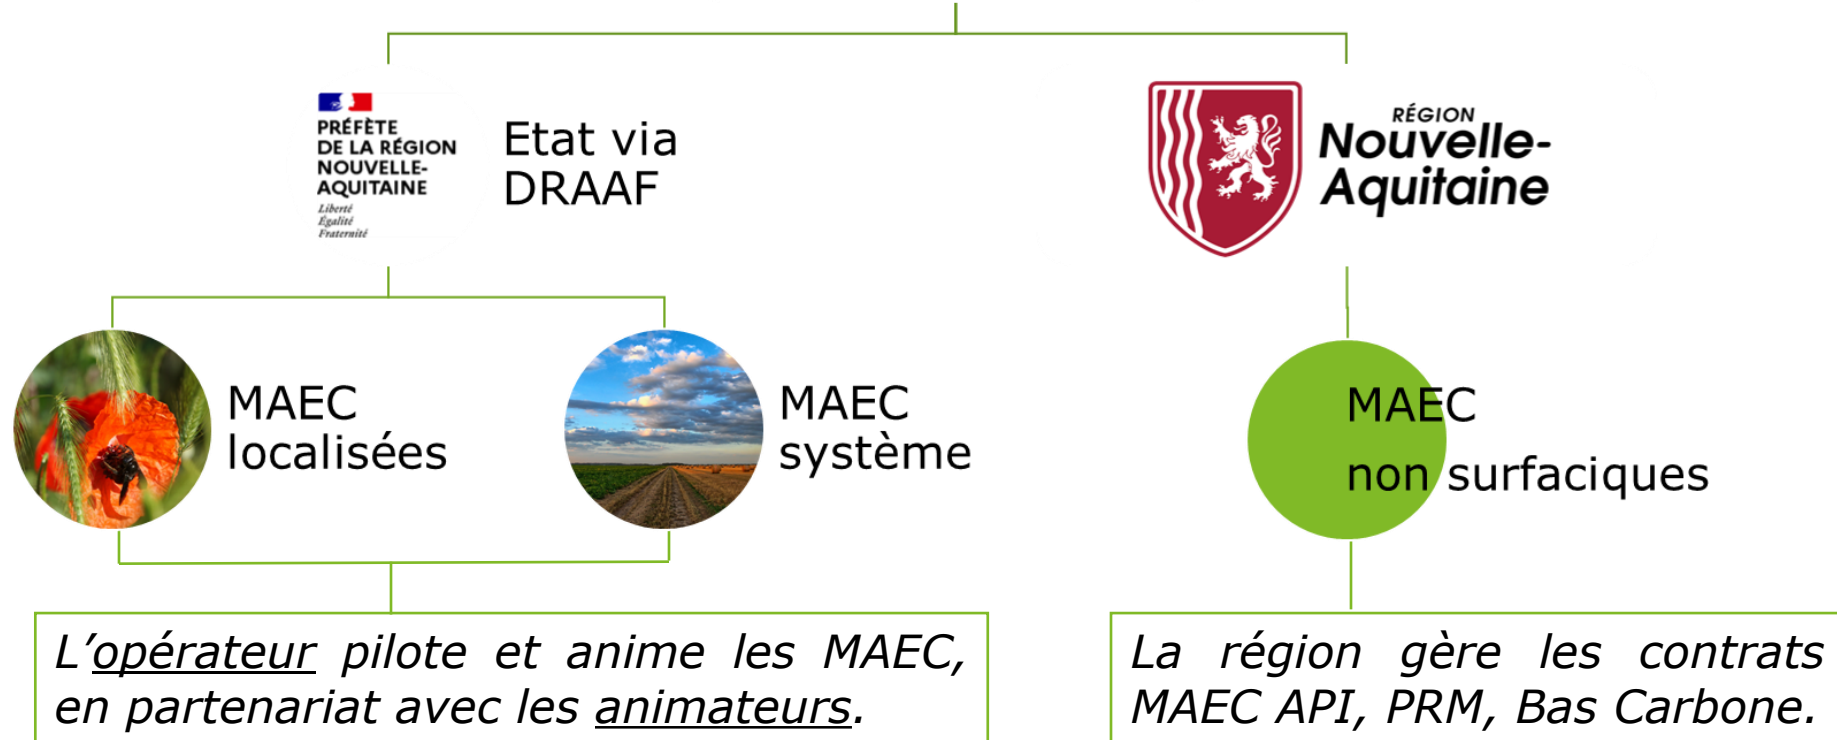 PRÉFÈTE
DE LA RÉGION
NOUVELLE-
AQUITAINE
Liberté
Égalité
Fraternité
Etat via
DRAAF
RÉGION
Nouvelle-
Aquitaine
MAEC
localisées
MAEC
système
MAEC
non surfaciques
L’opérateur pilote et anime les MAEC,
en partenariat avec les animateurs.
La région gère les contrats
MAEC API, PRM, Bas Carbone.